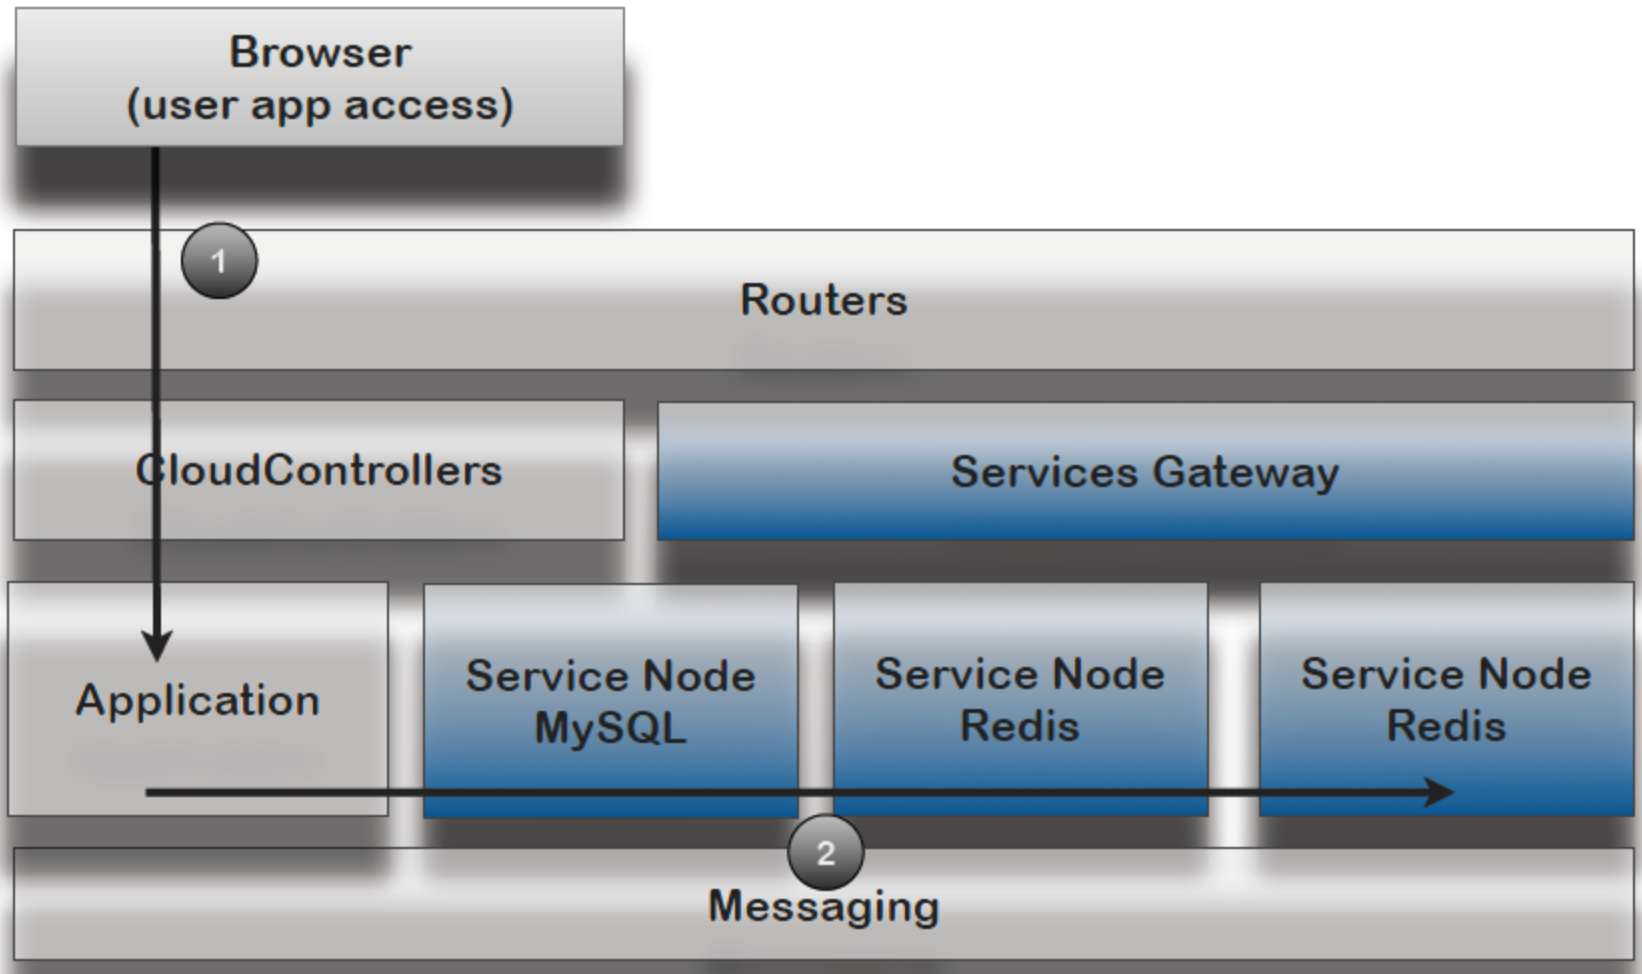 Browser
(user app access)
1
Routers
CloudControllers
Services Gateway
Application
Service Node
MySQL
Service Node
Redis
Service Node
Redis
2
Messaging